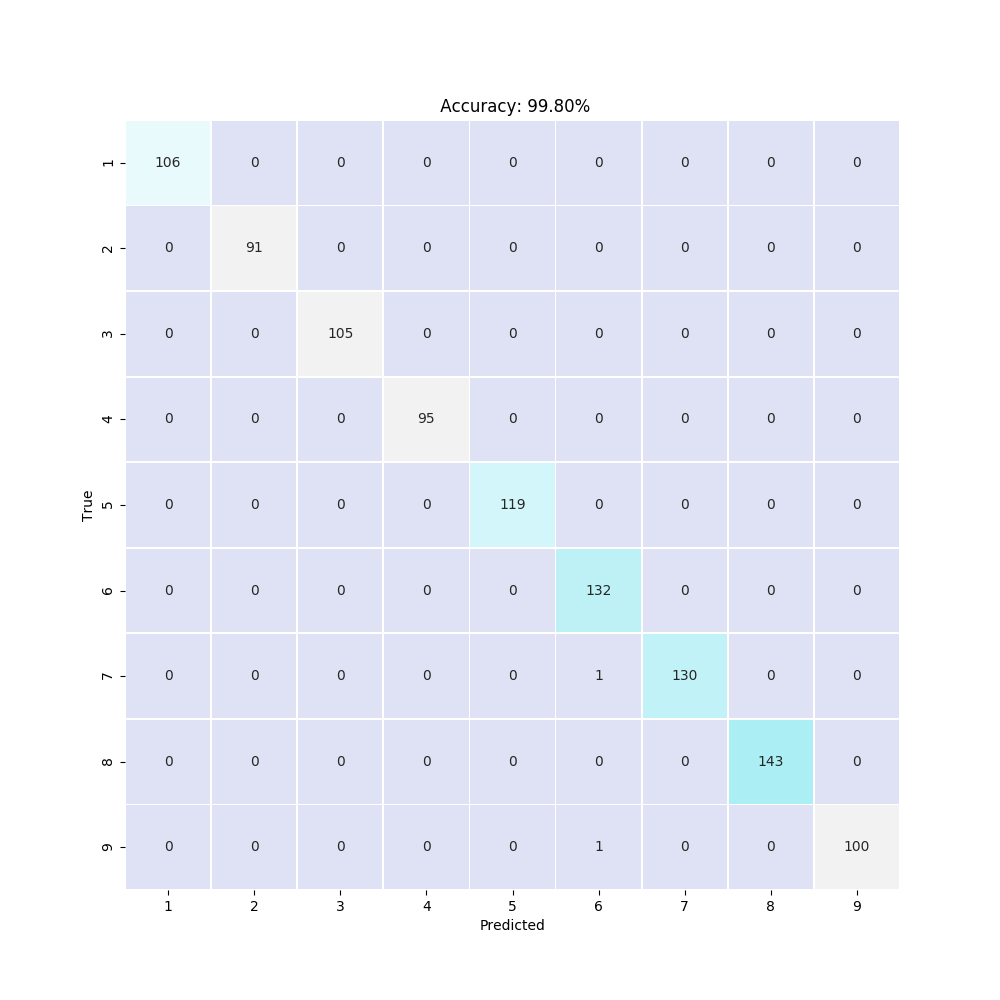 Accuracy: 99.80%
True
1 106 0 0 0 0 0 0 0 0
2 0 91 0 0 0 0 0 0 0
3 0 0 105 0 0 0 0 0 0
4 0 0 0 95 0 0 0 0 0
5 0 0 0 0 119 0 0 0 0
6 0 0 0 0 0 132 0 0 0
7 0 0 0 0 0 1 130 0 0
8 0 0 0 0 0 0 0 143 0
9 0 0 0 0 0 1 0 0 100
1 2 3 4 5 6 7 8 9
Predicted